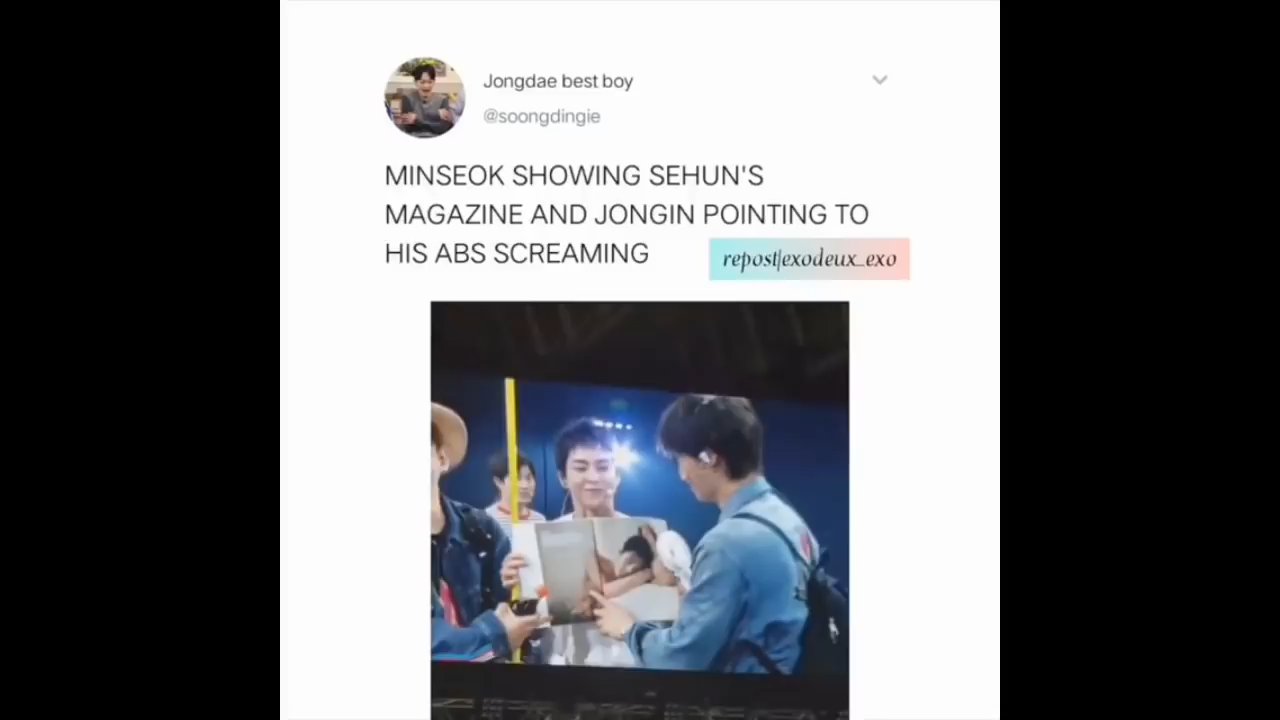 Jongdae best boy
@soongdingie
MINSEOK SHOWING SEHUN'S
MAGAZINE AND JONGIN POINTING TO
HIS ABS SCREAMING
repost|exodeux_exo